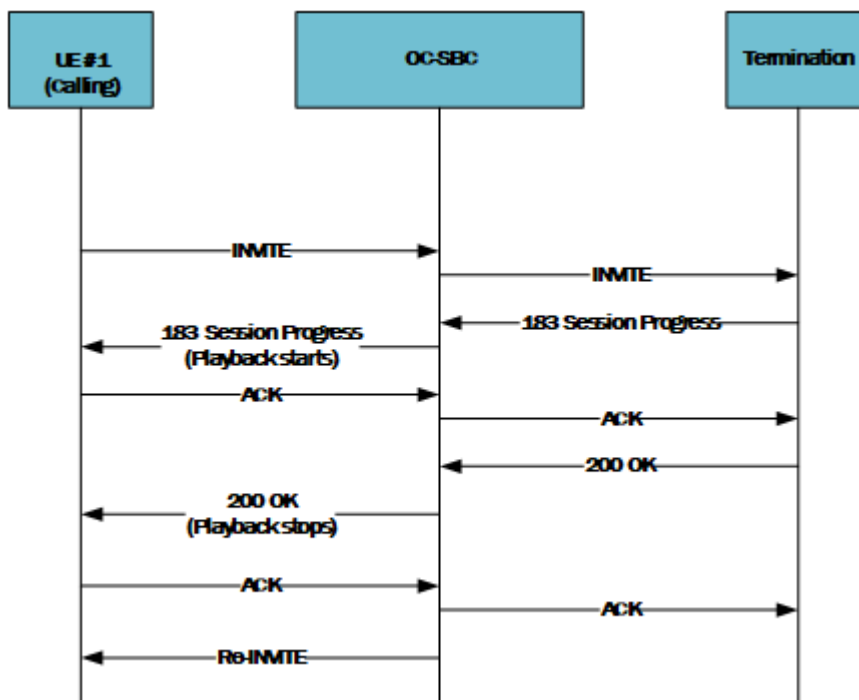 UE #1
(Calling)
OC-SBC
Termination
INVITE
INVITE
183 Session Progress
183 Session Progress
(Playback starts)
ACK
ACK
200 OK
200 OK
(Playback stops)
ACK
ACK
Re-INVITE